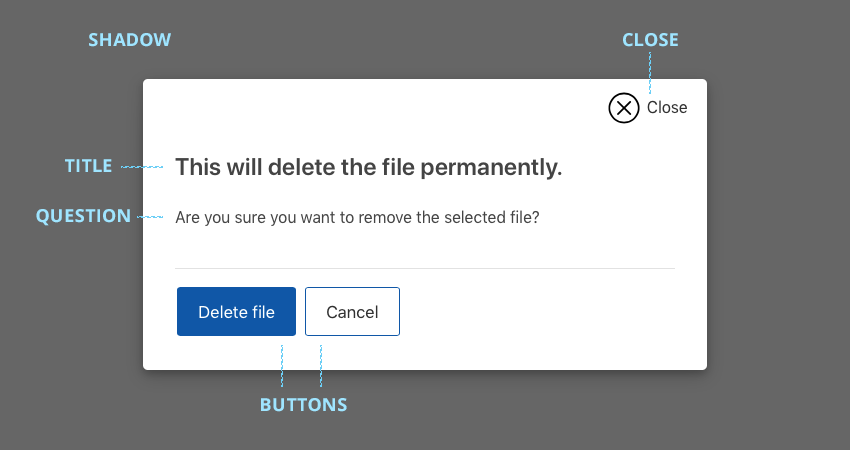 SHADOW
CLOSE
Close
TITLE
This will delete the file permanently.
QUESTION
Are you sure you want to remove the selected file?
Delete file
Cancel
BUTTONS